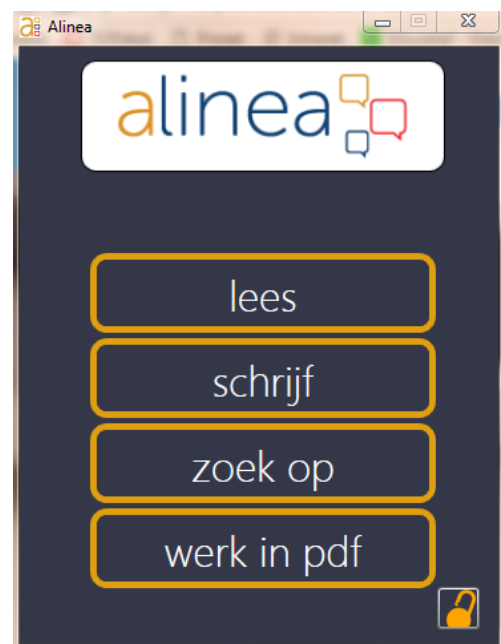 Alinea
alinea
lees
schrijf
zoek op
werk in pdf